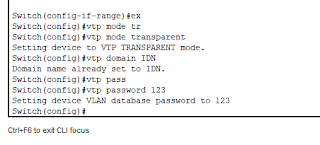 Switch(config-if-range)#ex
Switch(config)#vtp mode tr
Switch(config)#vtp mode transparent
Setting device to VTP TRANSPARENT mode.
Switch(config)#vtp domain IDN
Domain name already set to IDN.
Switch(config)#vtp pass
Switch(config)#vtp password 123
Setting device VLAN database password to 123
Switch(config)#
Ctrl+F6 to exit CLI focus